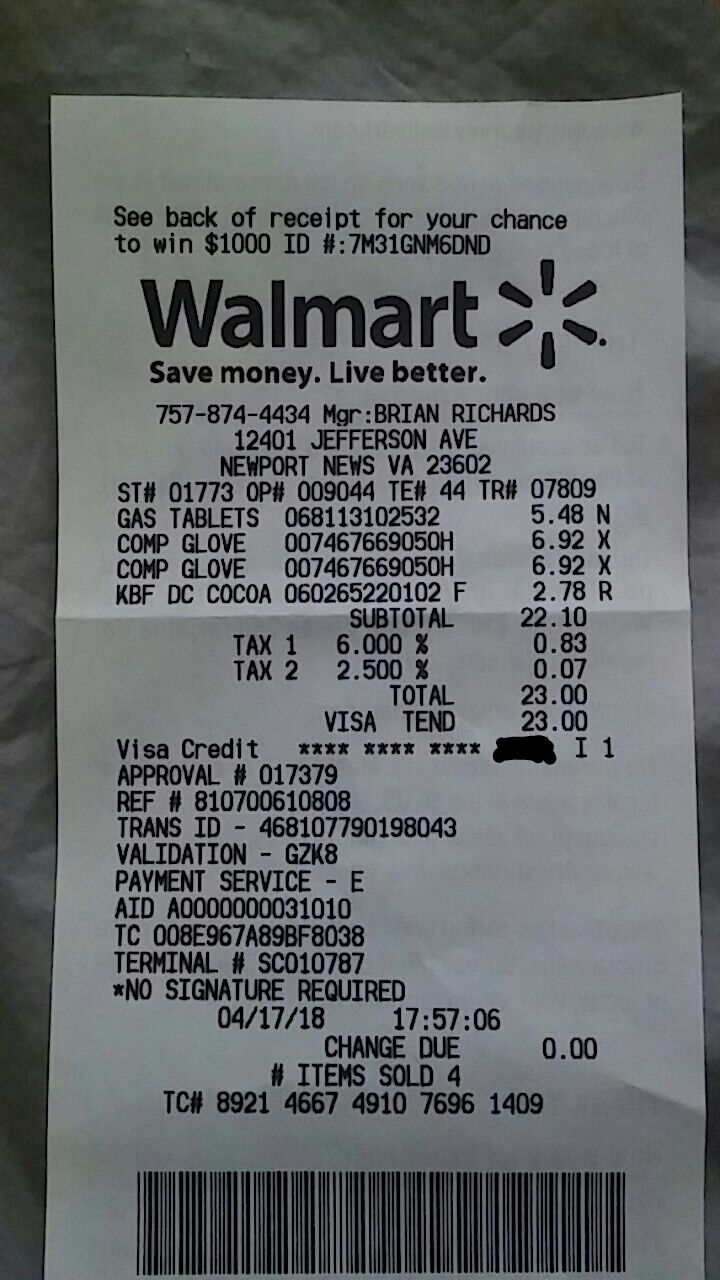 See back of receipt for your chance
to win $1000 ID #:7M31GNM6DND
Walmart
Save money. Live better.
757-874-4434 Mgr:BRIAN RICHARDS
12401 JEFFERSON AVE
NEWPORT NEWS VA 23602
ST# 01773 OP# 009044 TE# 44 TR# 07809
GAS TABLETS 068113102532 5.48 N
COMP GLOVE 007467669050H 6.92 X
COMP GLOVE 007467669050H 6.92 X
KBF DC COCOA 060265220102 F 2.78 R
SUBTOTAL 22.10
TAX 1 6.000 % 0.83
TAX 2 2.500 % 0.07
TOTAL 23.00
VISA TEND 23.00
Visa Credit **** **** **** I 1
APPROVAL # 017379
REF # 810700610808
TRANS ID - 468107790198043
VALIDATION - GZK8
PAYMENT SERVICE - E
AID A0000000031010
TC 008E967A89BF8038
TERMINAL # SC010787
*NO SIGNATURE REQUIRED
04/17/18 17:57:06
CHANGE DUE 0.00
# ITEMS SOLD 4
TC# 8921 4667 4910 7696 1409